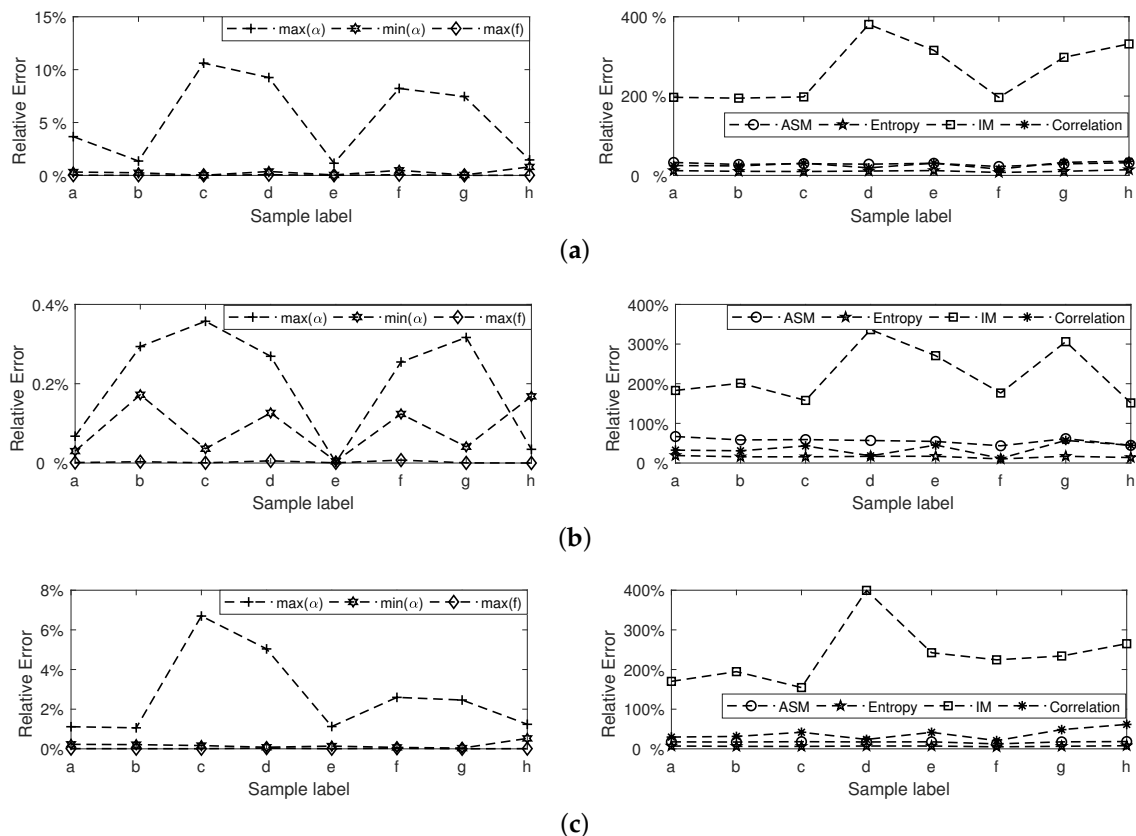 15%
10%
5%
0 %
Relative Error
max(α) min(α) max(f)
a b c d e f g h
Sample label
400 %
200 %
0 %
Relative Error
ASM Entropy IM Correlation
a b c d e f g h
Sample label
(a)
0.4%
0.2%
0 %
Relative Error
max(α) min(α) max(f)
a b c d e f g h
Sample label
400%
300%
200%
100%
0 %
Relative Error
ASM Entropy IM Correlation
a b c d e f g h
Sample label
(b)
8%
6%
4%
2%
0%
Relative Error
max(α) min(α) max(f)
a b c d e f g h
Sample label
400%
300%
200%
100%
0 %
Relative Error
ASM Entropy IM Correlation
a b c d e f g h
Sample label
(c)